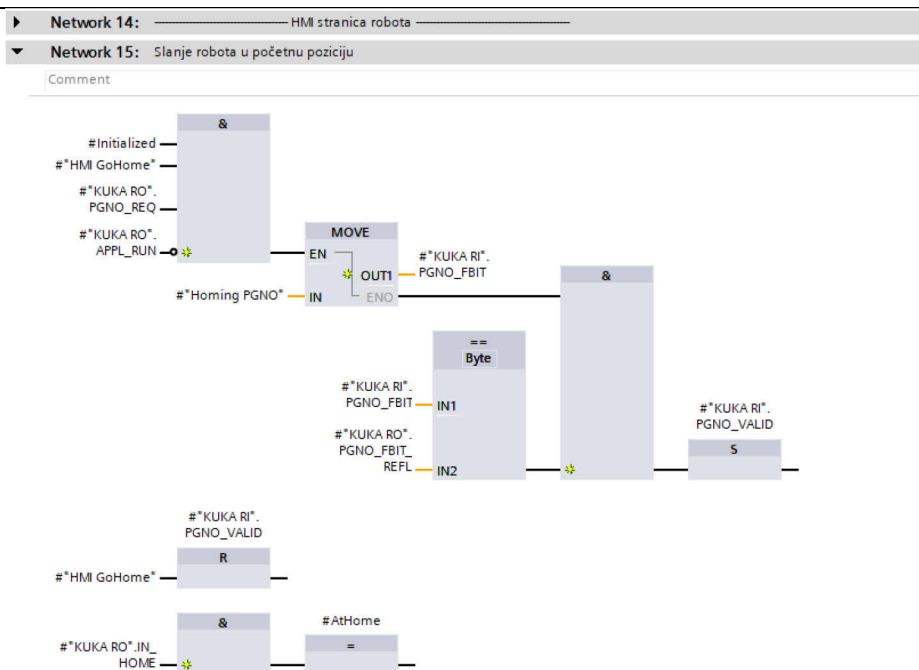 Network 14: HMI stranica robota
Network 15: Slanje robota u početnu poziciju
Comment
&
#Initialized
#"HMI GoHome"
#"KUKA RO".
PGNO_REQ
#"KUKA RO".
APPL_RUN
MOVE
EN
OUT1
#"KUKA RI".
PGNO_FBIT
#"Homing PGNO"
IN
ENO
&
==
Byte
#"KUKA RI".
PGNO_FBIT
IN1
#"KUKA RO".
PGNO_FBIT_
REFL
IN2
#"KUKA RI".
PGNO_VALID
S
#"KUKA RI".
PGNO_VALID
R
#"HMI GoHome"
&
#"KUKA RO".IN_
HOME
#AtHome
=